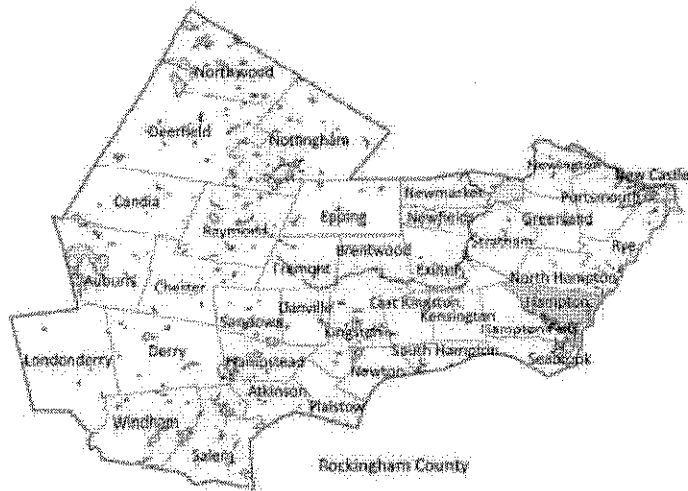 Northwood
Deerfield
Nottingham
Newington
New Castle
Candia
Newmarket
Portsmouth
Raymond
Epping
Newfields
Greenland
Stratham
Rye
Brentwood
Fremont
Exeter
Auburn
Chester
North Hampton
Danville
East Kingston
Hampton
Sandown
Kingston
Kensington
Hampton Falls
Londonderry
Derry
Hampstead
South Hampton
Seabrook
Newton
Atkinson
Plaistow
Windham
Salem
Rockingham County